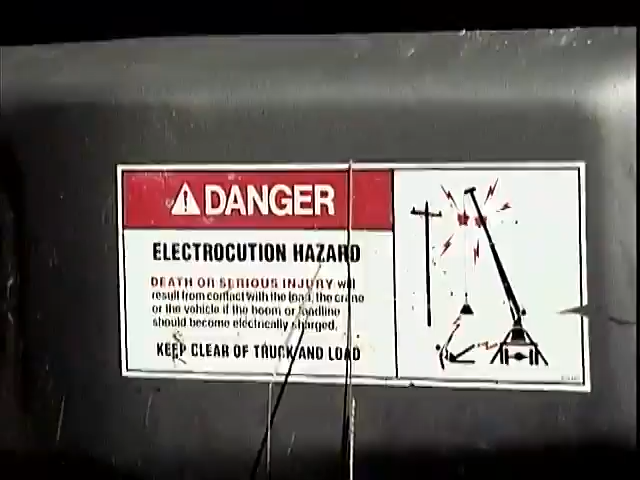 DANGER
ELECTROCUTION HAZARD
DEATH OR SERIOUS INJURY will
result from contact with the load, the crane
or the vehicle if the boom or loadline
should become electrically charged.
KEEP CLEAR OF TRUCK AND LOAD